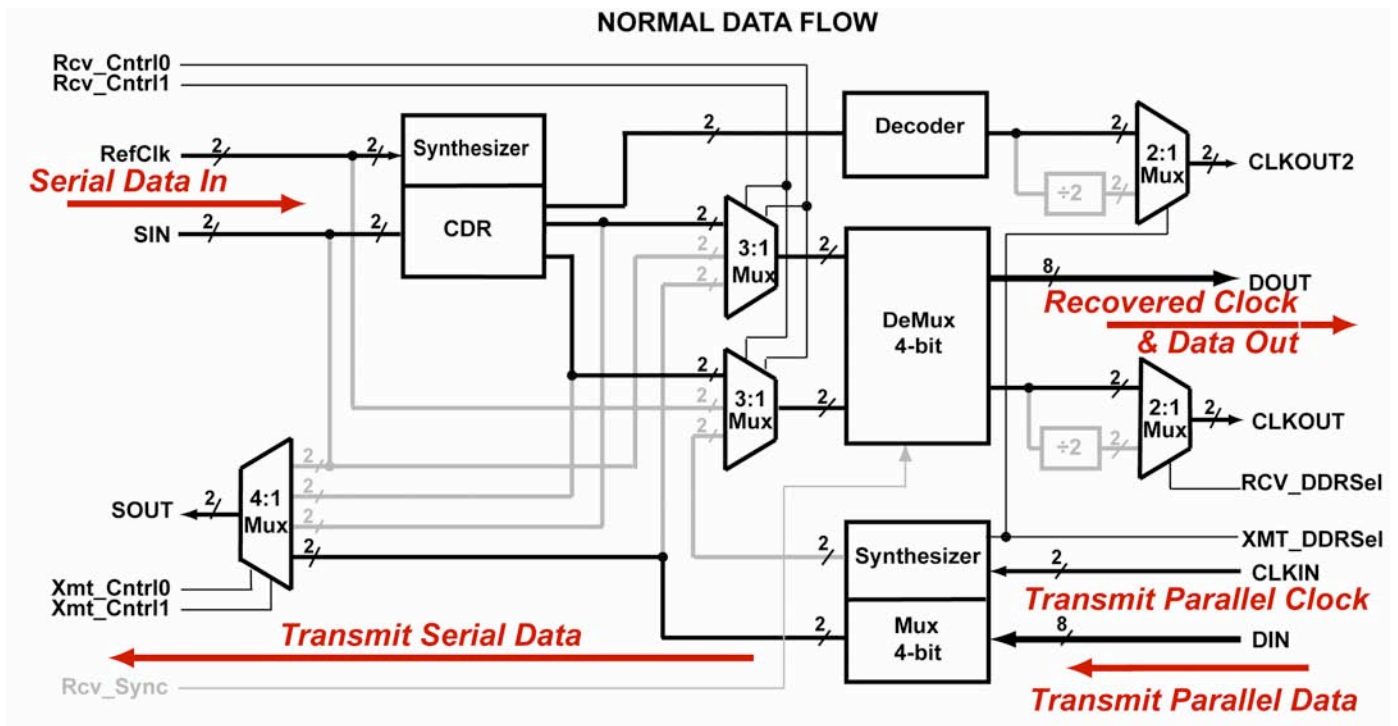 NORMAL DATA FLOW
Rcv_Cntrl0
Rcv_Cntrl1
RefClk
2
2
Synthesizer
CDR
2
Decoder
2
2:1
Mux
2
CLKOUT2
÷2
2
Serial Data In
SIN
2
2
2
2
2
3:1
Mux
2
DeMux
4-bit
8
DOUT
Recovered Clock
& Data Out
2
2
2
3:1
Mux
2
2
2:1
Mux
2
CLKOUT
÷2
2
RCV_DDRSel
SOUT
2
4:1
Mux
2
2
2
2
Xmt_Cntrl0
Xmt_Cntrl1
2
Synthesizer
XMT_DDRSel
2
CLKIN
Transmit Parallel Clock
Transmit Serial Data
2
Mux
4-bit
8
DIN
Rcv_Sync
Transmit Parallel Data